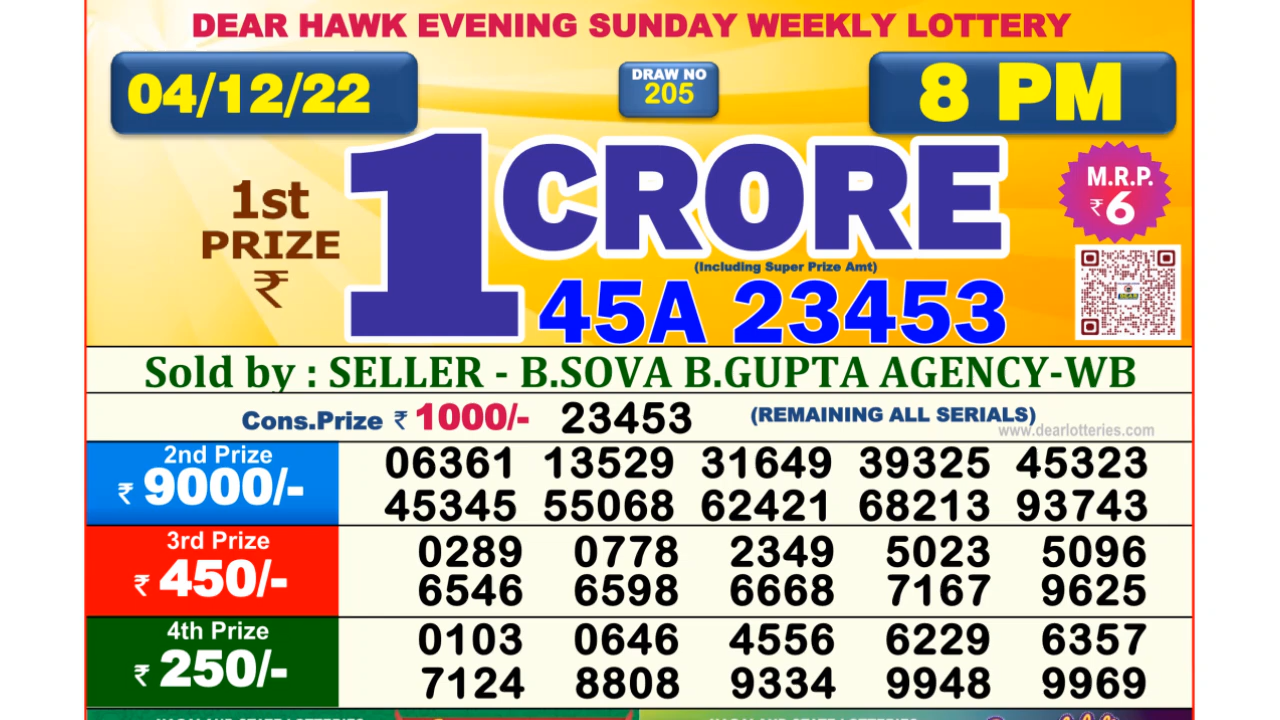 DEAR HAWK EVENING SUNDAY WEEKLY LOTTERY
04/12/22
DRAW NO
205
8 PM
1st
PRIZE
₹
1 CRORE
(Including Super Prize Amt)
45A 23453
M.R.P.
₹6
Sold by : SELLER - B.SOVA B.GUPTA AGENCY-WB
Cons.Prize ₹ 1000/- 23453 (REMAINING ALL SERIALS)
www.dearlotteries.com
2nd Prize
₹ 9000/-
06361 13529 31649 39325 45323
45345 55068 62421 68213 93743
3rd Prize
₹ 450/-
0289 0778 2349 5023 5096
6546 6598 6668 7167 9625
4th Prize
₹ 250/-
0103 0646 4556 6229 6357
7124 8808 9334 9948 9969